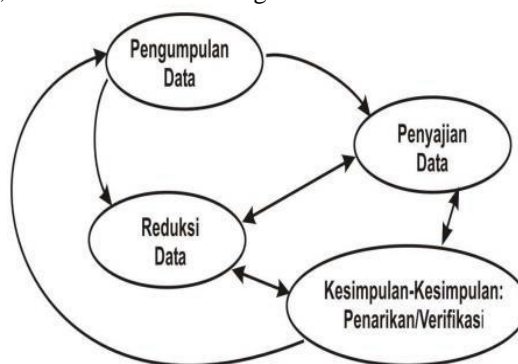 Pengumpulan
Data
Penyajian
Data
Reduksi
Data
Kesimpulan-Kesimpulan:
Penarikan/Verifikasi